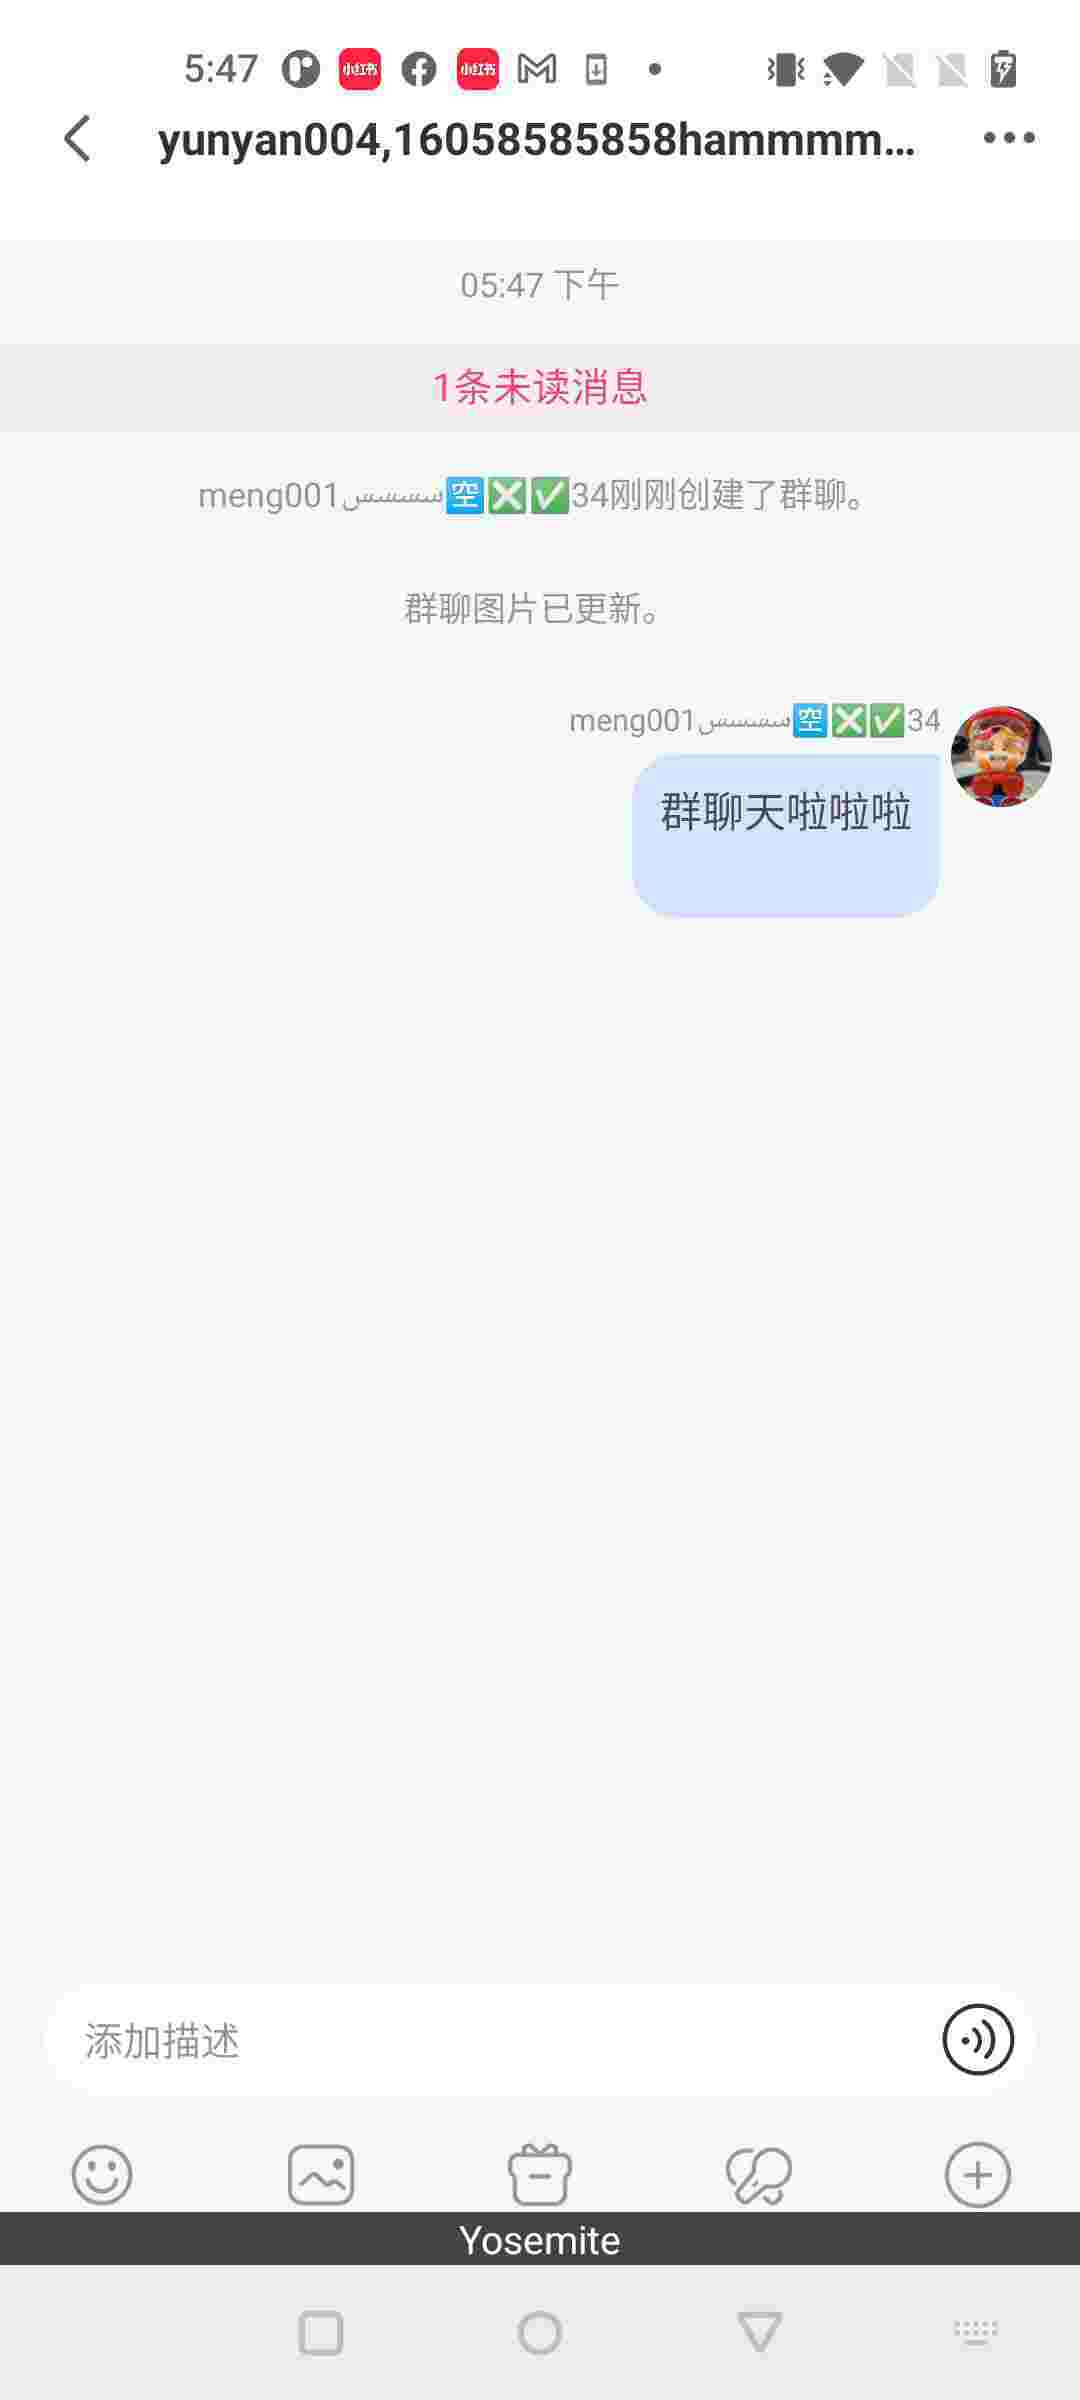 5:47 小红书 小红书
yunyan004,16058585858hammmm...
05:47 下午
1条未读消息
meng001سسسسس🈳❎✅34刚刚创建了群聊。
群聊图片已更新。
meng001سسسسس🈳❎✅34
群聊天啦啦啦
添加描述
Yosemite